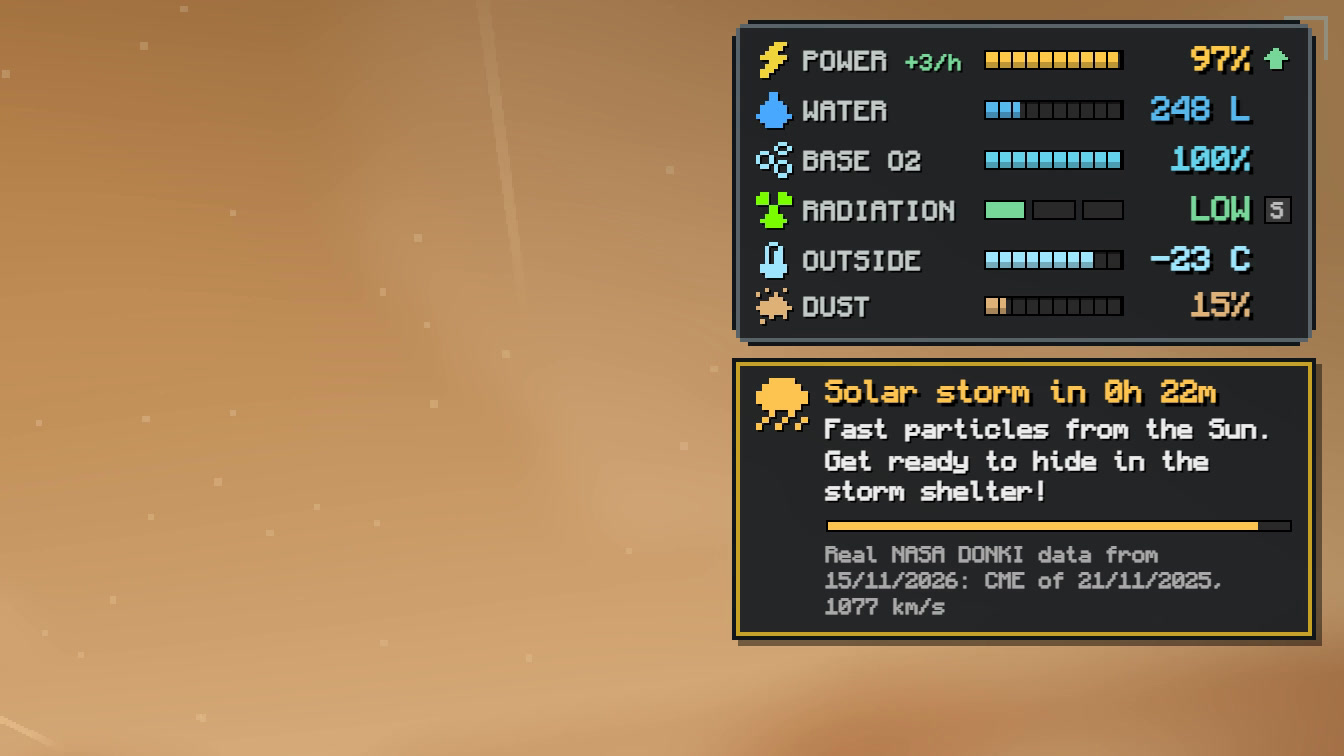 POWER +3/h 97%
WATER 248 L
BASE O2 100%
RADIATION LOW S
OUTSIDE -23 C
DUST 15%
Solar storm in 0h 22m
Fast particles from the Sun.
Get ready to hide in the
storm shelter!
Real NASA DONKI data from
15/11/2026: CME of 21/11/2025,
1077 km/s